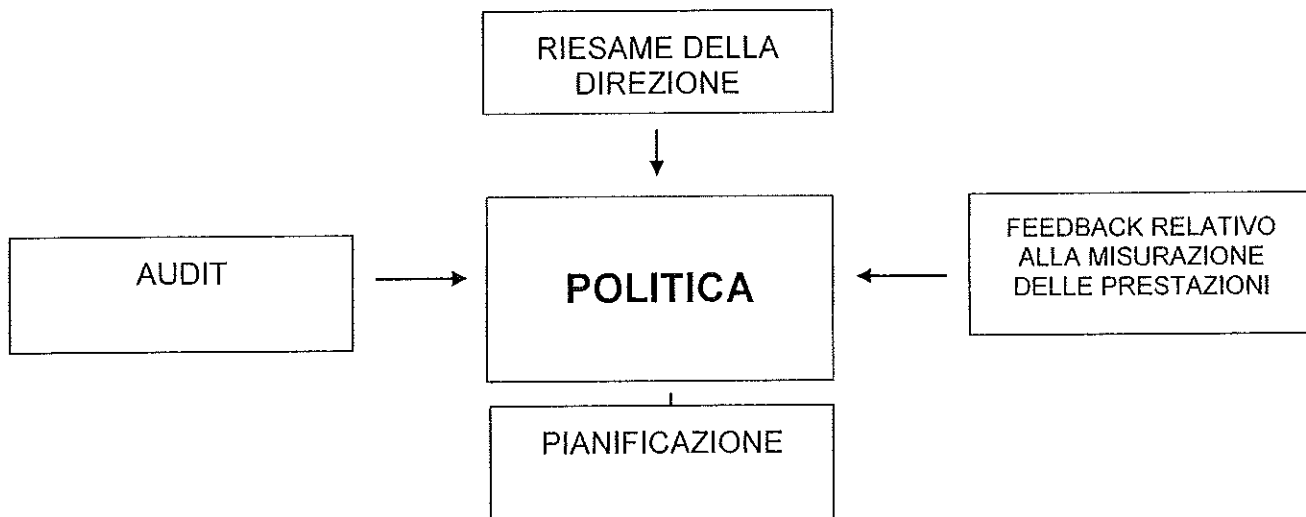 RIESAME DELLA
DIREZIONE
AUDIT
POLITICA
FEEDBACK RELATIVO
ALLA MISURAZIONE
DELLE PRESTAZIONI
PIANIFICAZIONE